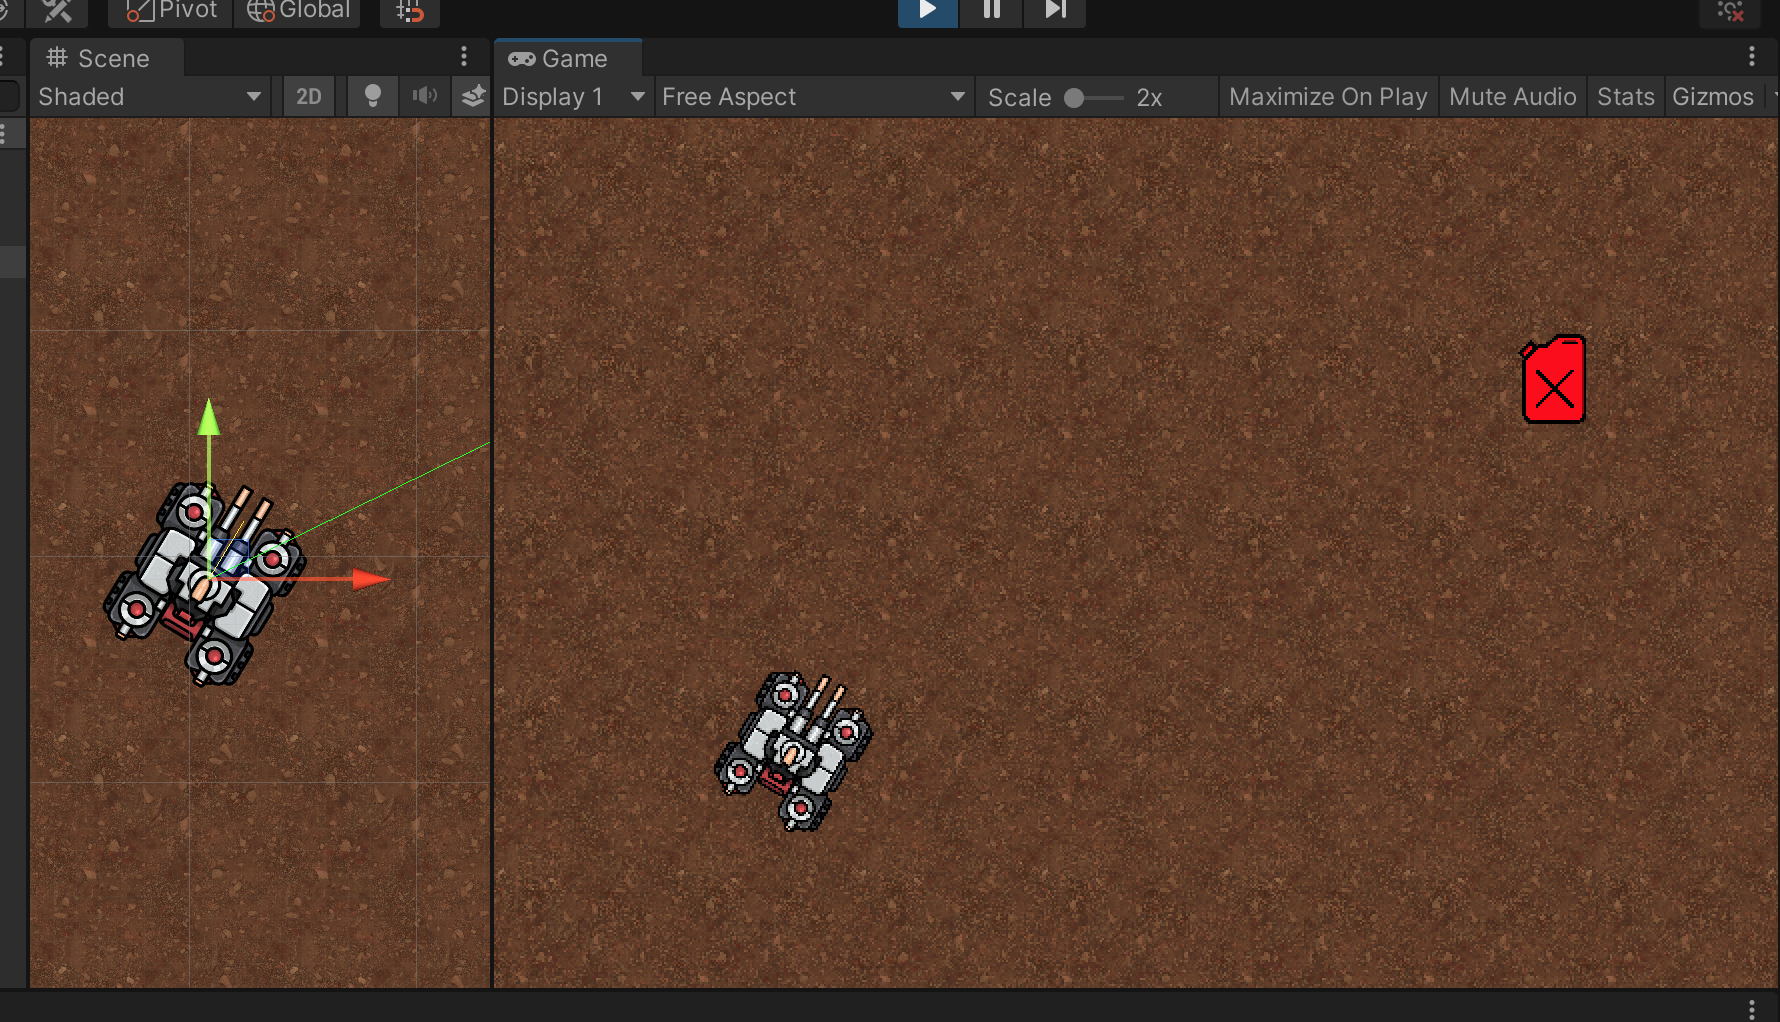 Pivot Global
Scene
Game
Shaded 2D
Display 1 Free Aspect Scale 2x Maximize On Play Mute Audio Stats Gizmos